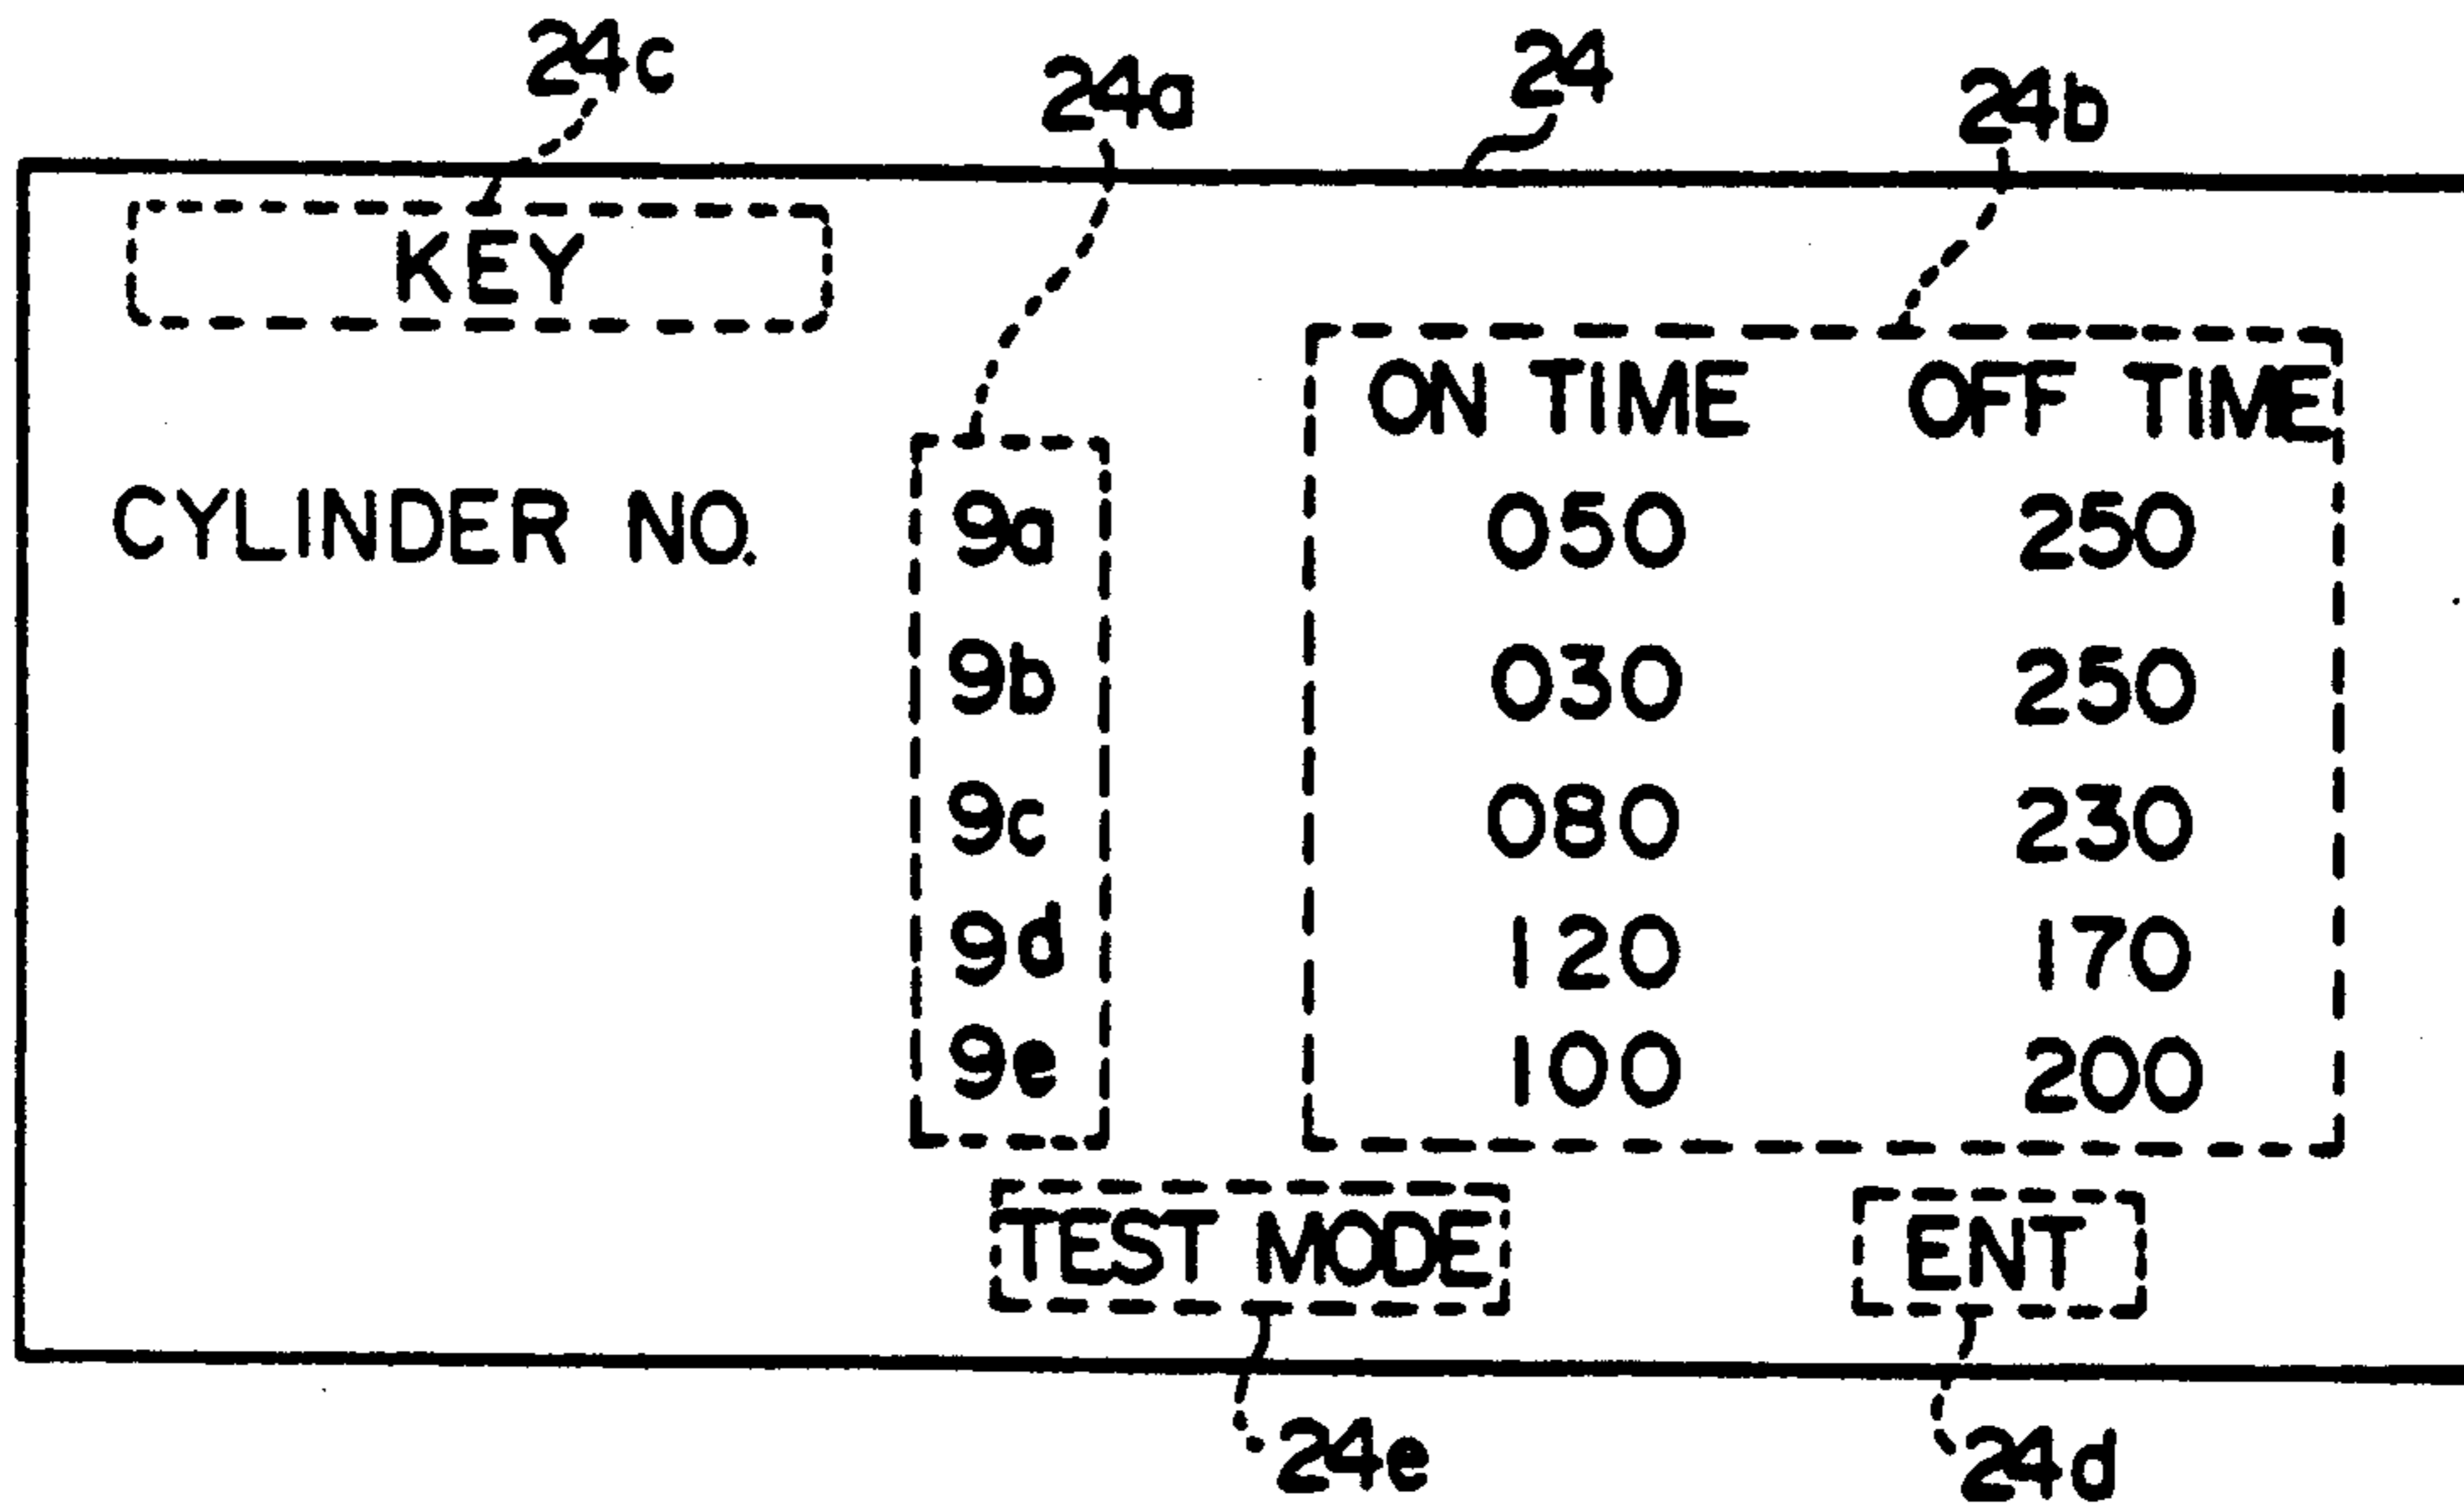 24c 24a 24 24b
KEY
ON TIME OFF TIME
CYLINDER NO. 9a 050 250
9b 030 250
9c 080 230
9d 120 170
9e 100 200
TEST MODE ENT
24e 24d